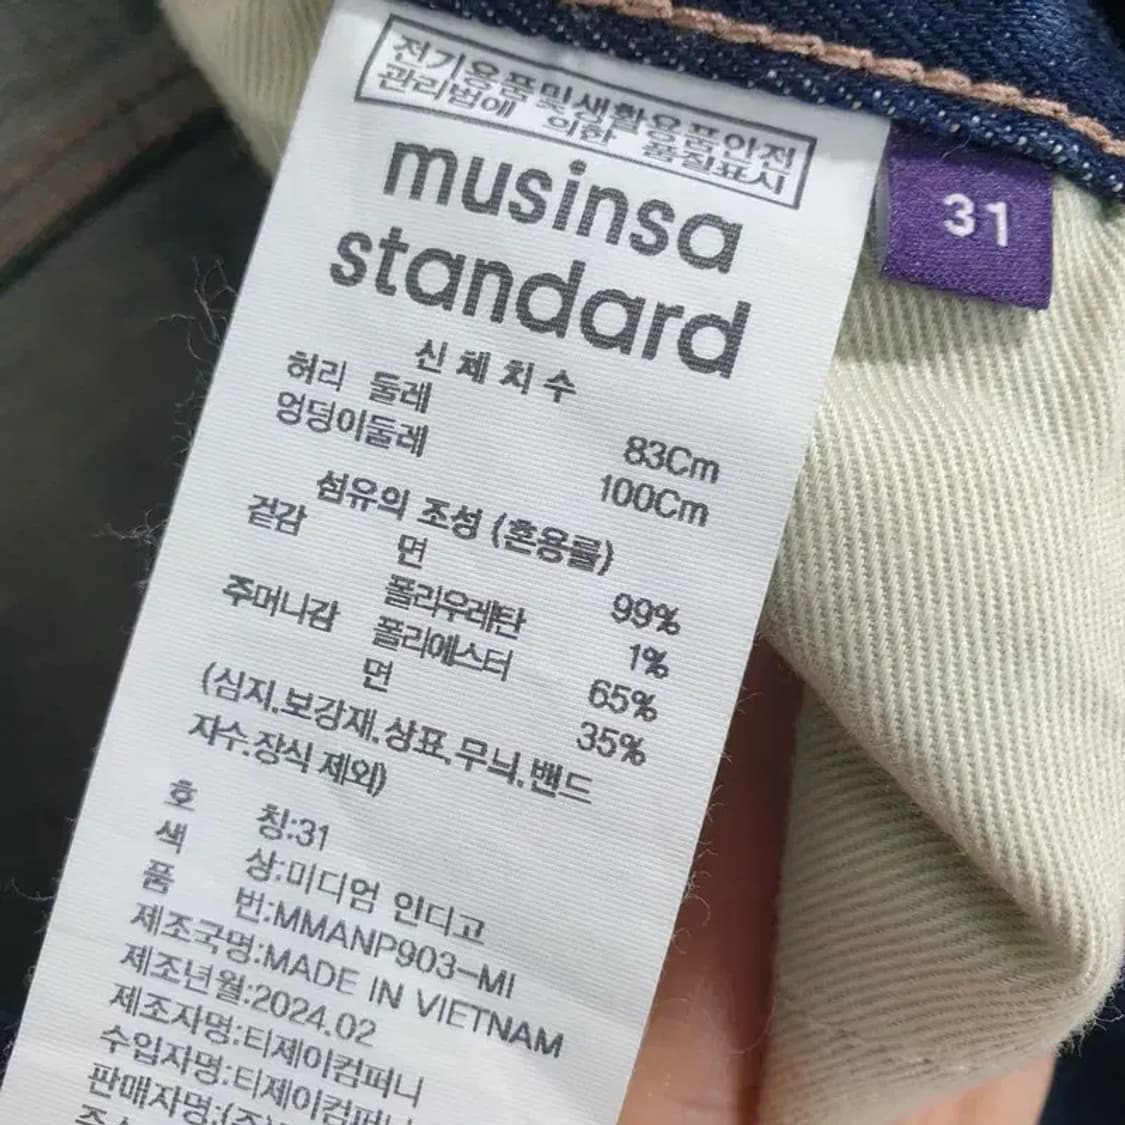 전기용품및생활용품안전
관리법에 의한 품질표시
musinsa
standard
31
신체치수
허리 둘레 83Cm
엉덩이둘레 100Cm
섬유의 조성 (혼용률)
겉감 면 99%
폴리우레탄 1%
주머니감 폴리에스터 65%
면 35%
(심지.보강재.상표.무늬.밴드
자수.장식 제외)
호 칭:31
색 상:미디엄 인디고
품 번:MMANP903-MI
제조국명:MADE IN VIETNAM
제조년월:2024.02
제조자명:티제이컴퍼니
수입자명:티제이컴퍼니
판매자명:(주)